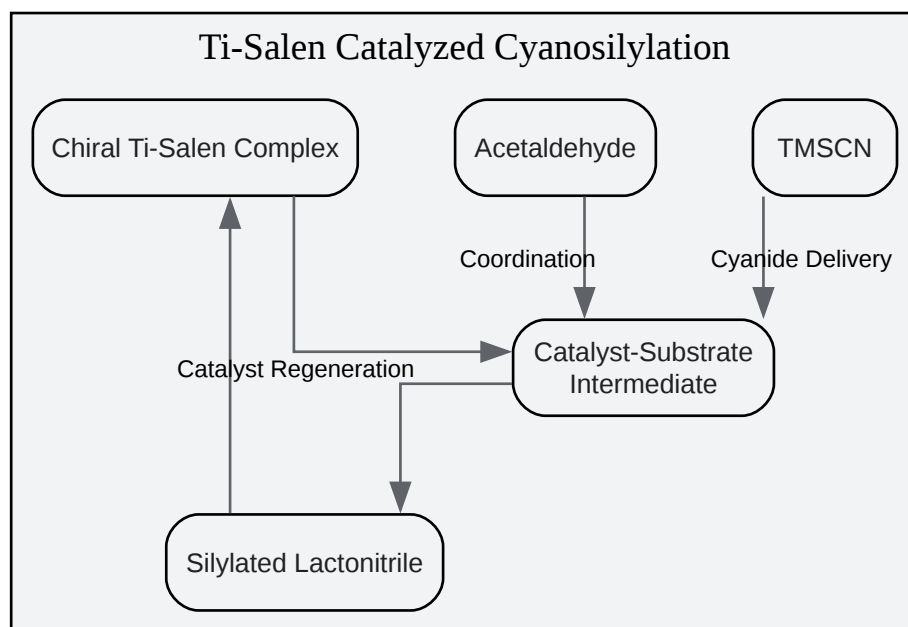 Ti-Salen Catalyzed Cyanosilylation
Chiral Ti-Salen Complex
Acetaldehyde
TMSCN
Coordination
Cyanide Delivery
Catalyst-Substrate
Intermediate
Catalyst Regeneration
Silylated Lactonitrile